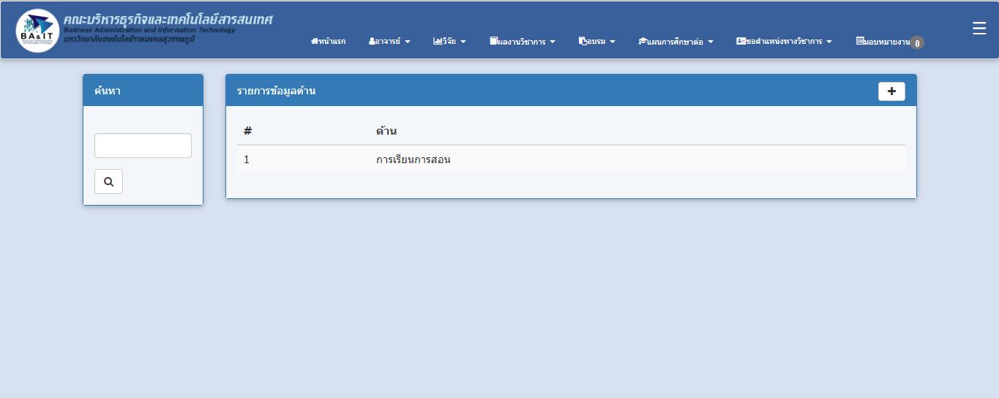 คณะบริหารธุรกิจและเทคโนโลยีสารสนเทศ
Business Administration and Information Technology
มหาวิทยาลัยเทคโนโลยีราชมงคลสุวรรณภูมิ
BA&IT
หน้าแรก อาจารย์ วิจัย ผลงานวิชาการ อบรม แผนการศึกษาต่อ ขอตำแหน่งทางวิชาการ มอบหมายงาน 0
ค้นหา
รายการข้อมูลด้าน
# ด้าน
1 การเรียนการสอน